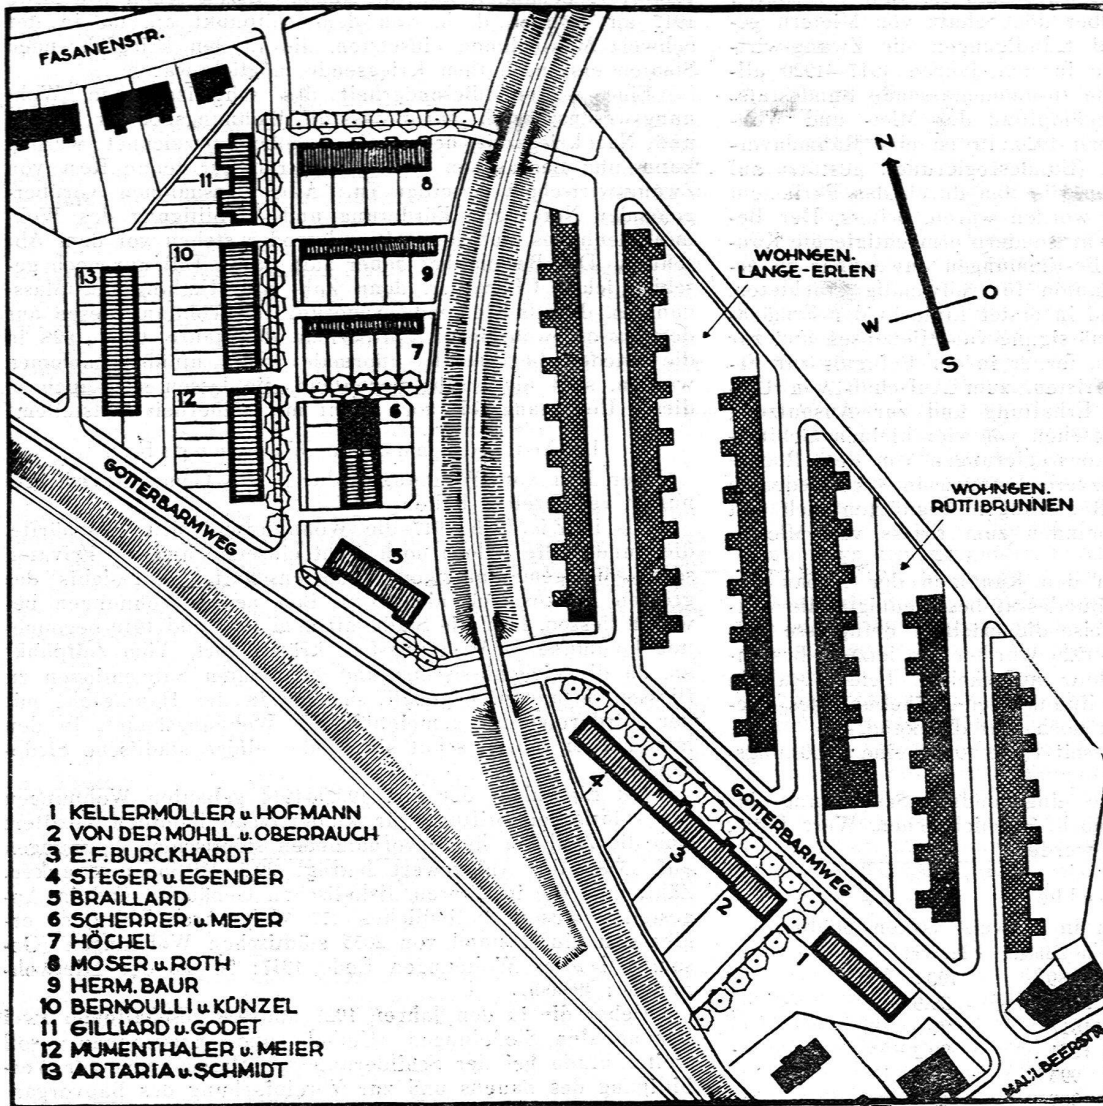 FASANENSTR.
11
8
13
10
9
7
12
6
5
GOTTERBARMWEG
N
O
W
S
WOHNGEN.
LANGE-ERLEN
WOHNGEN.
RÜTTIBRUNNEN
4
3
2
1
GOTTERBARMWEG
MAULBEERSTR.
1 KELLERMÜLLER u HOFMANN
2 VON DER MÜHLL u. OBERRAUCH
3 E.F. BURCKHARDT
4 STEGER u EGENDER
5 BRAILLARD
6 SCHERRER u MEYER
7 HÖCHEL
8 MOSER u ROTH
9 HERM. BAUR
10 BERNOULLI u KÜNZEL
11 GILLIARD u. GODET
12 MUMENTHALER u. MEIER
13 ARTARIA u. SCHMIDT